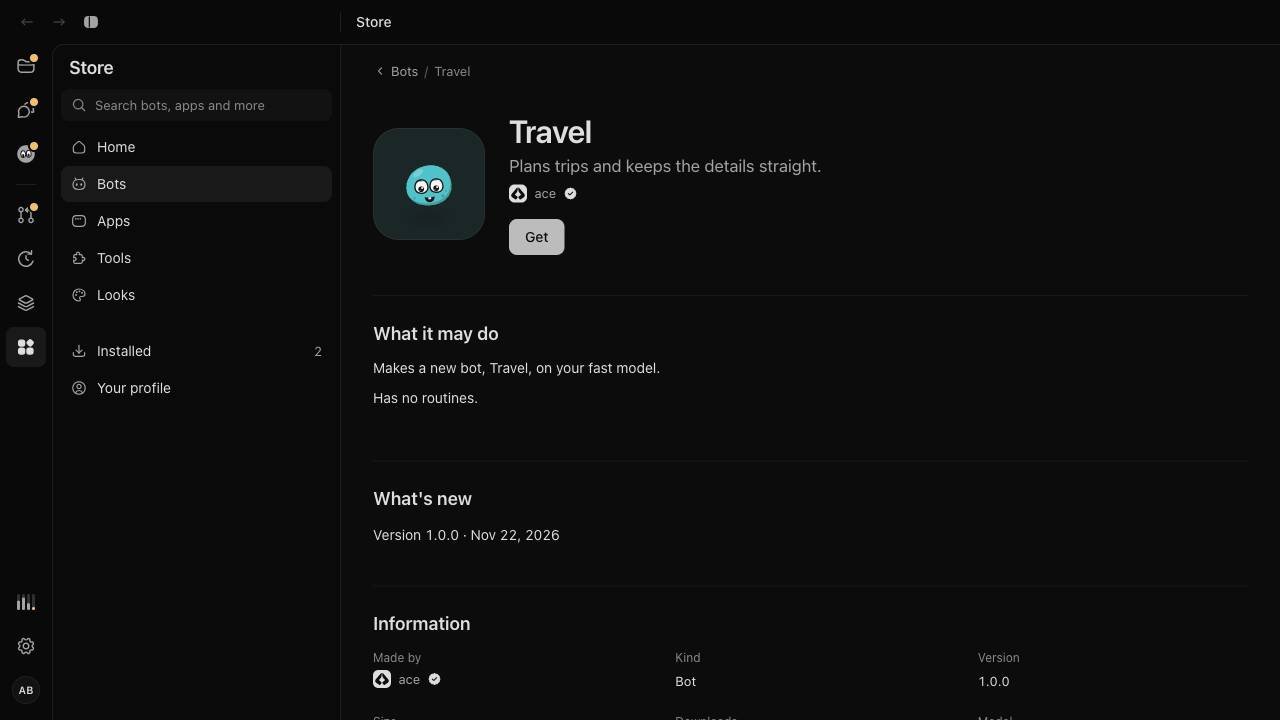 Store
Store
Search bots, apps and more
Home
Bots
Apps
Tools
Looks
Installed 2
Your profile
AB
Bots / Travel
Travel
Plans trips and keeps the details straight.
ace
Get
What it may do
Makes a new bot, Travel, on your fast model.
Has no routines.
What's new
Version 1.0.0 · Nov 22, 2026
Information
Made by Kind Version
ace Bot 1.0.0